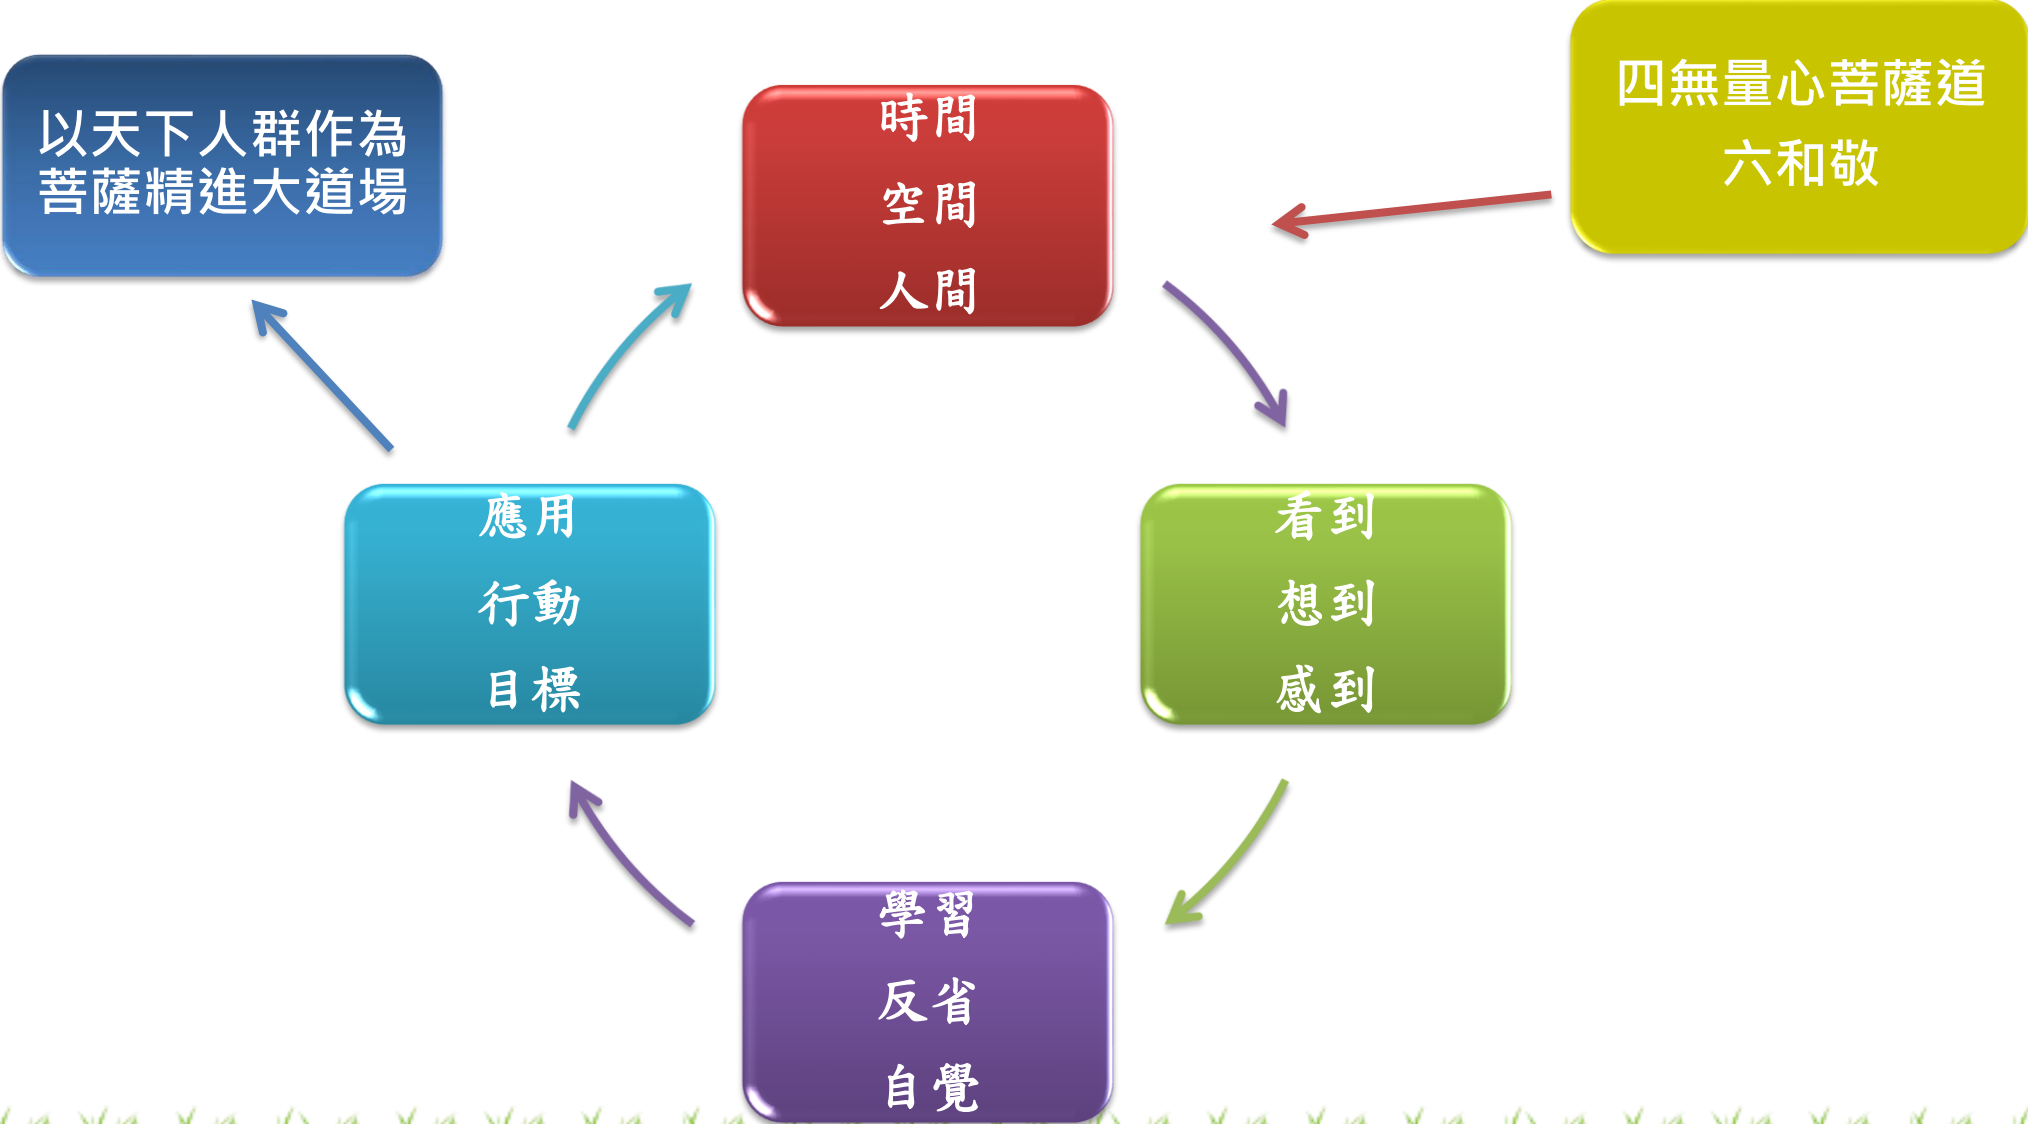 以天下人群作為
菩薩精進大道場
時間
空間
人間
四無量心菩薩道
六和敬
應用
行動
目標
看到
想到
感到
學習
反省
自覺